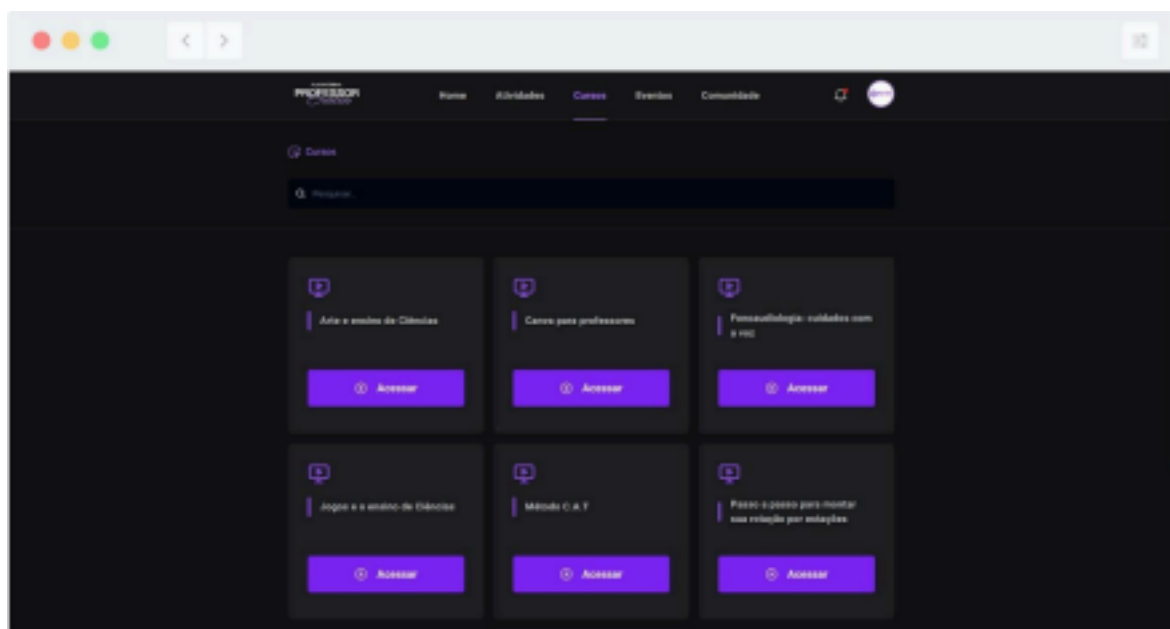 PROFESSOR
Home Atividades Cursos Eventos Comunidade
Cursos
Pesquisar...
Arte e ensino de Ciências
Canva para professores
Fonoaudiologia: cuidados com
a voz
Acessar
Acessar
Acessar
Jogos e o ensino de Ciências
Método C.A.T
Passo a passo para montar
sua rotação por estações
Acessar
Acessar
Acessar